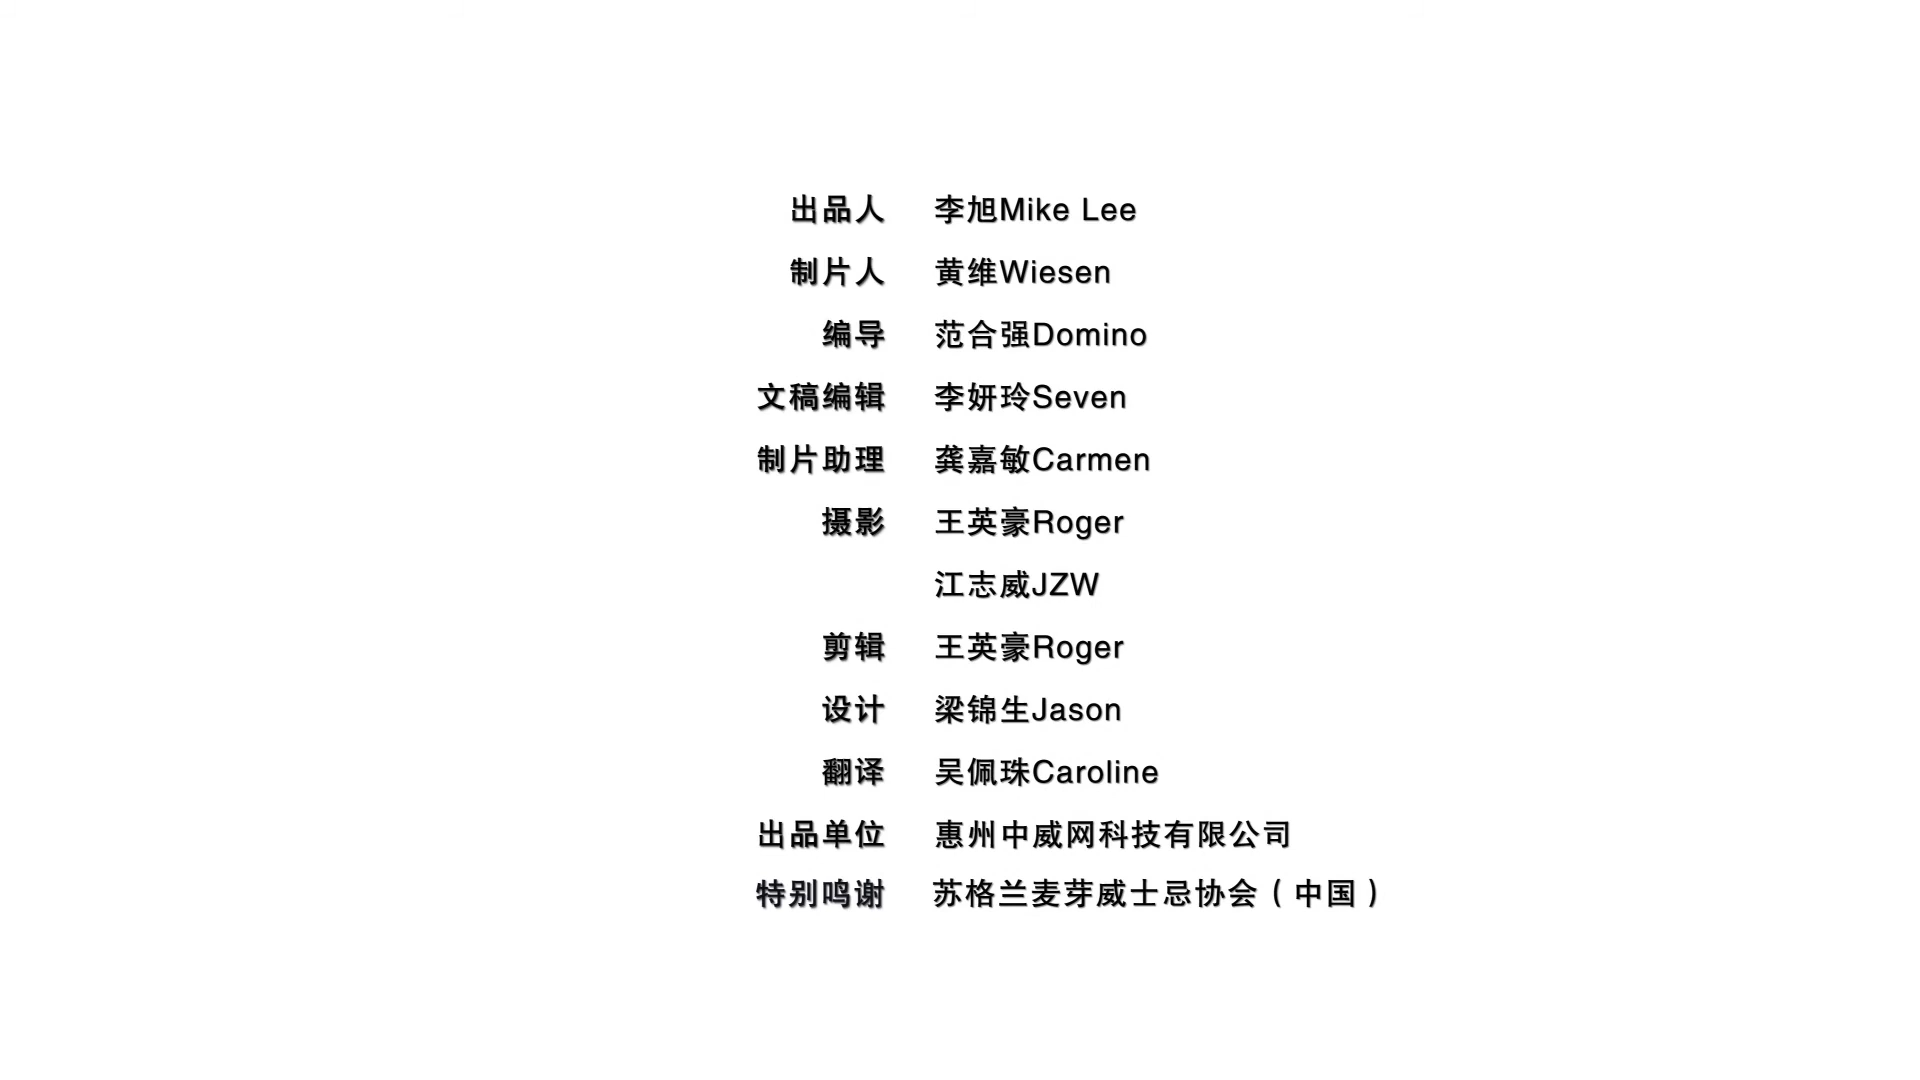 出品人 李旭Mike Lee
制片人 黄维Wiesen
编导 范合强Domino
文稿编辑 李妍玲Seven
制片助理 龚嘉敏Carmen
摄影 王英豪Roger
江志威JZW
剪辑 王英豪Roger
设计 梁锦生Jason
翻译 吴佩珠Caroline
出品单位 惠州中威网科技有限公司
特别鸣谢 苏格兰麦芽威士忌协会（中国）